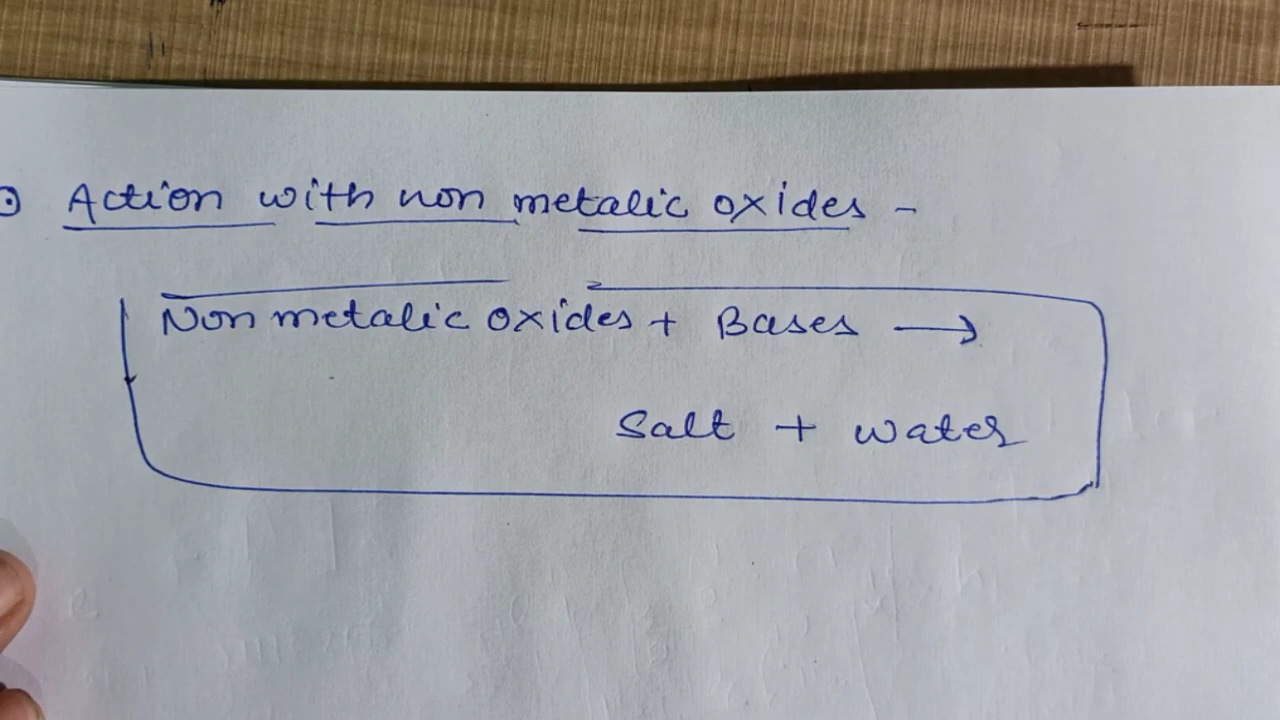 Action with non metalic oxides -
Non metalic oxides + Bases →
Salt + water